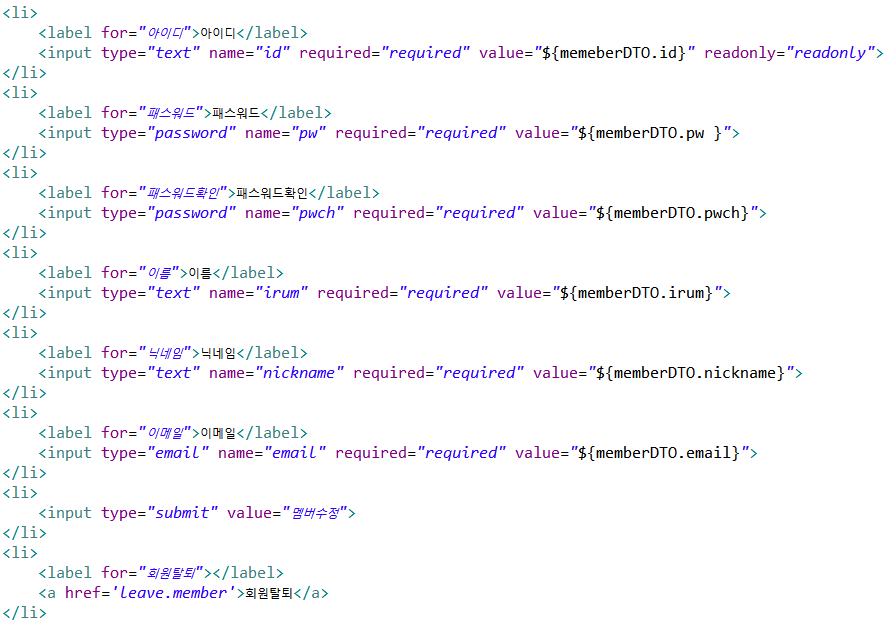 <li>
    <label for="아이디">아이디</label>
    <input type="text" name="id" required="required" value="${memeberDTO.id}" readonly="readonly">
</li>
<li>
    <label for="패스워드">패스워드</label>
    <input type="password" name="pw" required="required" value="${memberDTO.pw }">
</li>
<li>
    <label for="패스워드확인">패스워드확인</label>
    <input type="password" name="pwch" required="required" value="${memberDTO.pwch}">
</li>
<li>
    <label for="이름">이름</label>
    <input type="text" name="irum" required="required" value="${memberDTO.irum}">
</li>
<li>
    <label for="닉네임">닉네임</label>
    <input type="text" name="nickname" required="required" value="${memberDTO.nickname}">
</li>
<li>
    <label for="이메일">이메일</label>
    <input type="email" name="email" required="required" value="${memberDTO.email}">
</li>
<li>
    <input type="submit" value="멤버수정">
</li>
<li>
    <label for="회원탈퇴"></label>
    <a href='leave.member'>회원탈퇴</a>
</li>